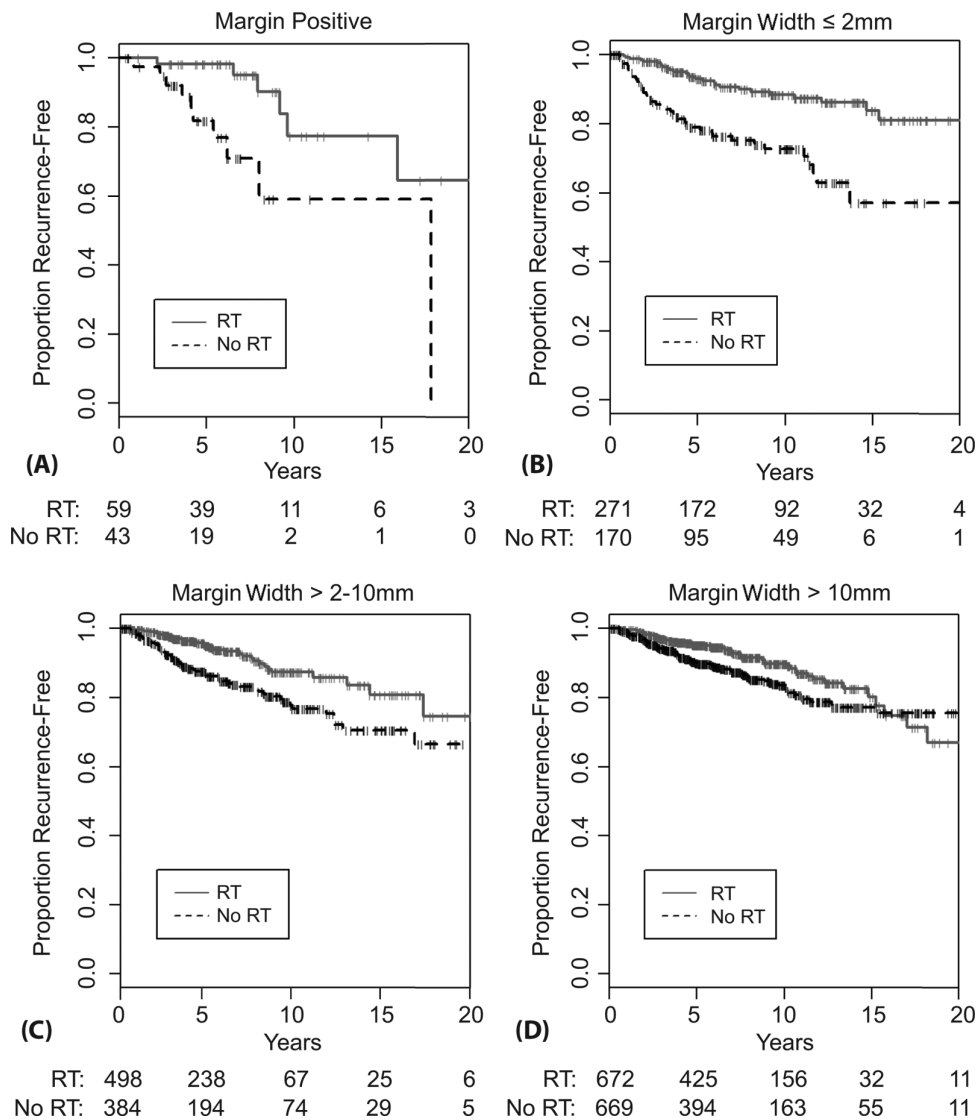 Margin Positive
Proportion Recurrence-Free
1.0
0.8
0.6
0.4
0.2
0.0
RT
No RT
0 5 10 15 20
Years
(A)
RT: 59 39 11 6 3
No RT: 43 19 2 1 0
Margin Width ≤ 2mm
Proportion Recurrence-Free
1.0
0.8
0.6
0.4
0.2
0.0
RT
No RT
0 5 10 15 20
Years
(B)
RT: 271 172 92 32 4
No RT: 170 95 49 6 1
Margin Width > 2-10mm
Proportion Recurrence-Free
1.0
0.8
0.6
0.4
0.2
0.0
RT
No RT
0 5 10 15 20
Years
(C)
RT: 498 238 67 25 6
No RT: 384 194 74 29 5
Margin Width > 10mm
Proportion Recurrence-Free
1.0
0.8
0.6
0.4
0.2
0.0
RT
No RT
0 5 10 15 20
Years
(D)
RT: 672 425 156 32 11
No RT: 669 394 163 55 11